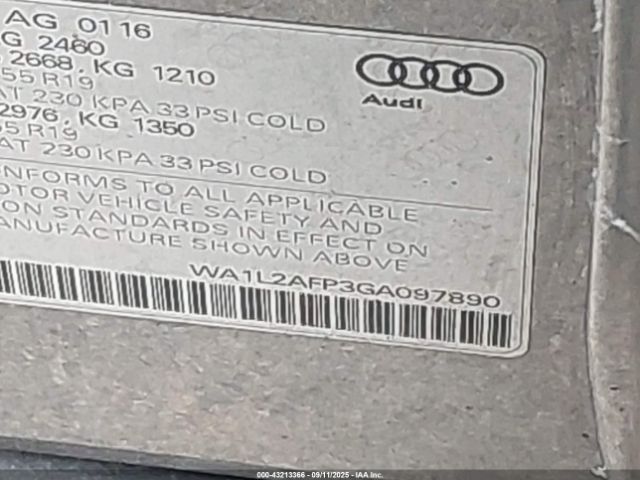 AG 0116
G 2460
2668, KG 1210
55 R19
AT 230 KPA 33 PSI COLD
2976, KG 1350
55 R19
AT 230 KPA 33 PSI COLD
NFORMS TO ALL APPLICABLE
MOTOR VEHICLE SAFETY AND
ON STANDARDS IN EFFECT ON
ANUFACTURE SHOWN ABOVE
WA1L2AFP3GA097890
Audi
000-43213366 - 09/11/2025 - IAA Inc.